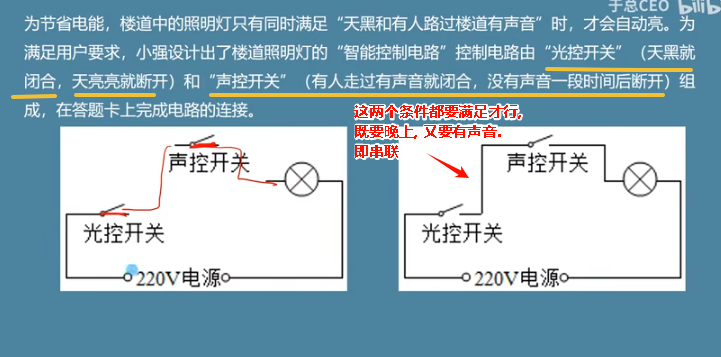 于总CEO bilib
为节省电能，楼道中的照明灯只有同时满足“天黑和有人路过楼道有声音”时，才会自动亮。为
满足用户要求，小强设计出了楼道照明灯的“智能控制电路”控制电路由“光控开关”（天黑就
闭合，天亮亮就断开）和“声控开关”（有人走过有声音就闭合，没有声音一段时间后断开）组
成，在答题卡上完成电路的连接。
这两个条件都要满足才行,
既要晚上, 又要有声音.
即串联
声控开关
光控开关
220V电源
声控开关
光控开关
220V电源